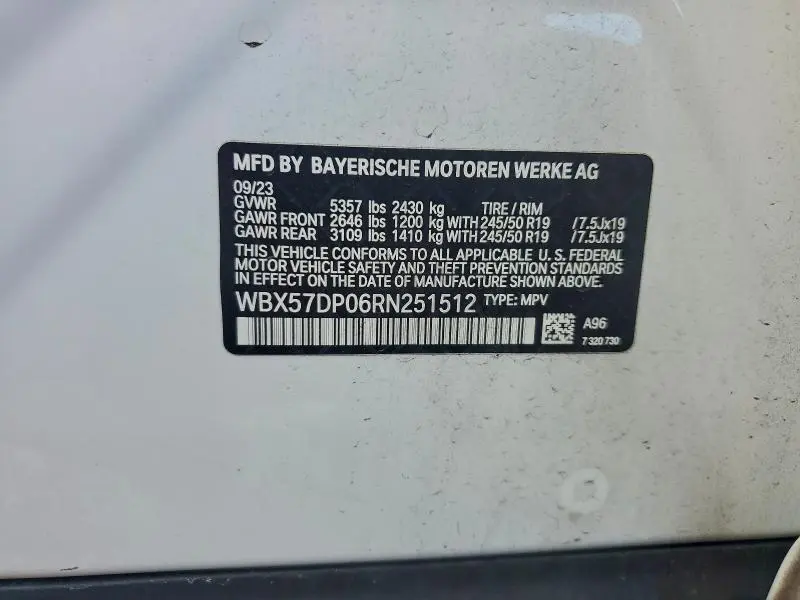 MFD BY BAYERISCHE MOTOREN WERKE AG
09/23
GVWR 5357 lbs 2430 kg TIRE / RIM
GAWR FRONT 2646 lbs 1200 kg WITH 245/50 R19 /7.5Jx19
GAWR REAR 3109 lbs 1410 kg WITH 245/50 R19 /7.5Jx19
THIS VEHICLE CONFORMS TO ALL APPLICABLE U. S. FEDERAL
MOTOR VEHICLE SAFETY AND THEFT PREVENTION STANDARDS
IN EFFECT ON THE DATE OF MANUFACTURE SHOWN ABOVE.
WBX57DP06RN251512 TYPE: MPV
A96
7 320 730